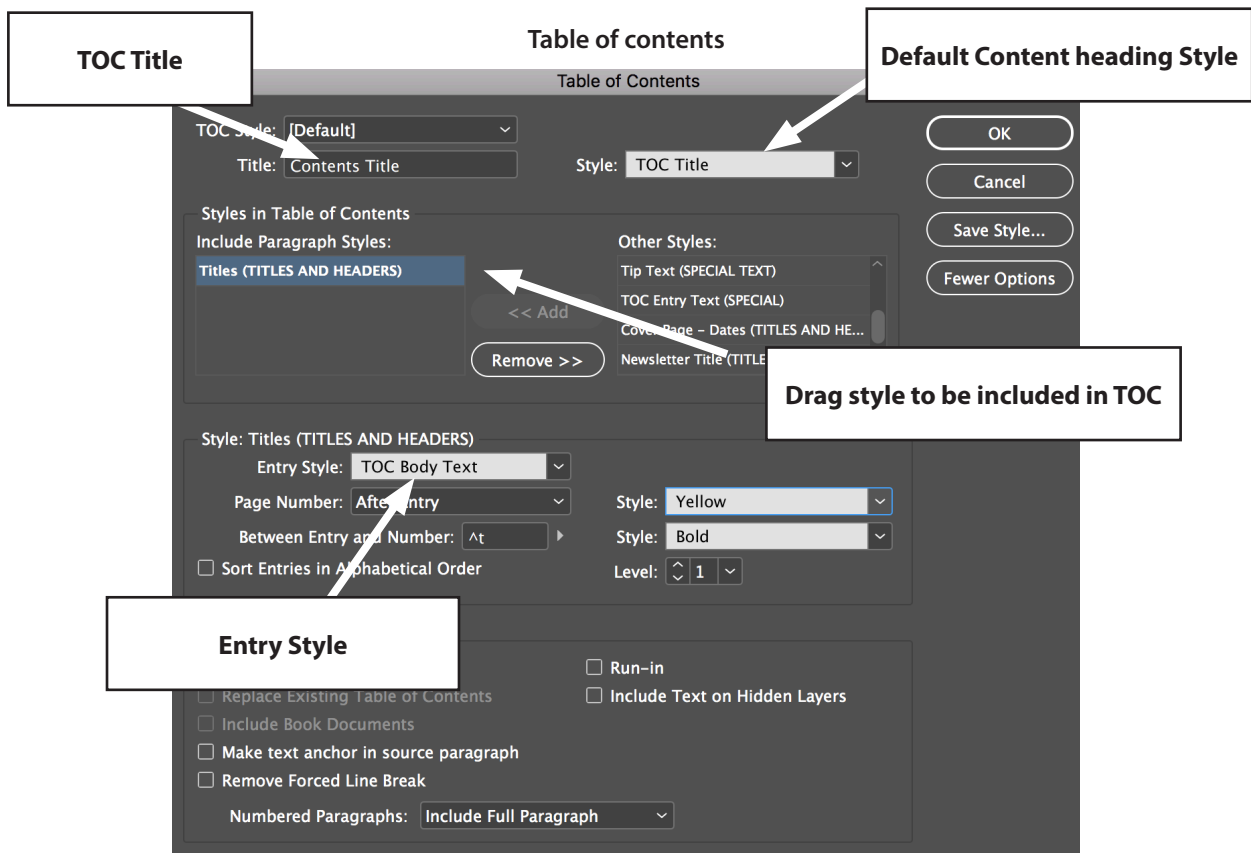 Table of contents
TOC Title
Default Content heading Style
Table of Contents
TOC Style: [Default]
Title: Contents Title Style: TOC Title
OK
Cancel
Save Style...
Fewer Options
Styles in Table of Contents
Include Paragraph Styles: Other Styles:
Titles (TITLES AND HEADERS)
Tip Text (SPECIAL TEXT)
TOC Entry Text (SPECIAL)
Cover Page – Dates (TITLES AND HE...
Newsletter Title (TITLE
<< Add
Remove >>
Drag style to be included in TOC
Style: Titles (TITLES AND HEADERS)
Entry Style: TOC Body Text
Page Number: After Entry Style: Yellow
Between Entry and Number: ^t Style: Bold
Sort Entries in Alphabetical Order Level: 1
Entry Style
Run-in
Replace Existing Table of Contents Include Text on Hidden Layers
Include Book Documents
Make text anchor in source paragraph
Remove Forced Line Break
Numbered Paragraphs: Include Full Paragraph